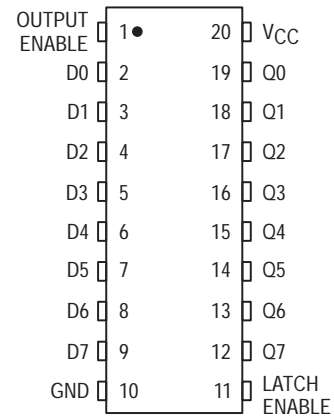 OUTPUT
ENABLE 1 20 VCC
D0 2 19 Q0
D1 3 18 Q1
D2 4 17 Q2
D3 5 16 Q3
D4 6 15 Q4
D5 7 14 Q5
D6 8 13 Q6
D7 9 12 Q7
GND 10 11 LATCH
ENABLE